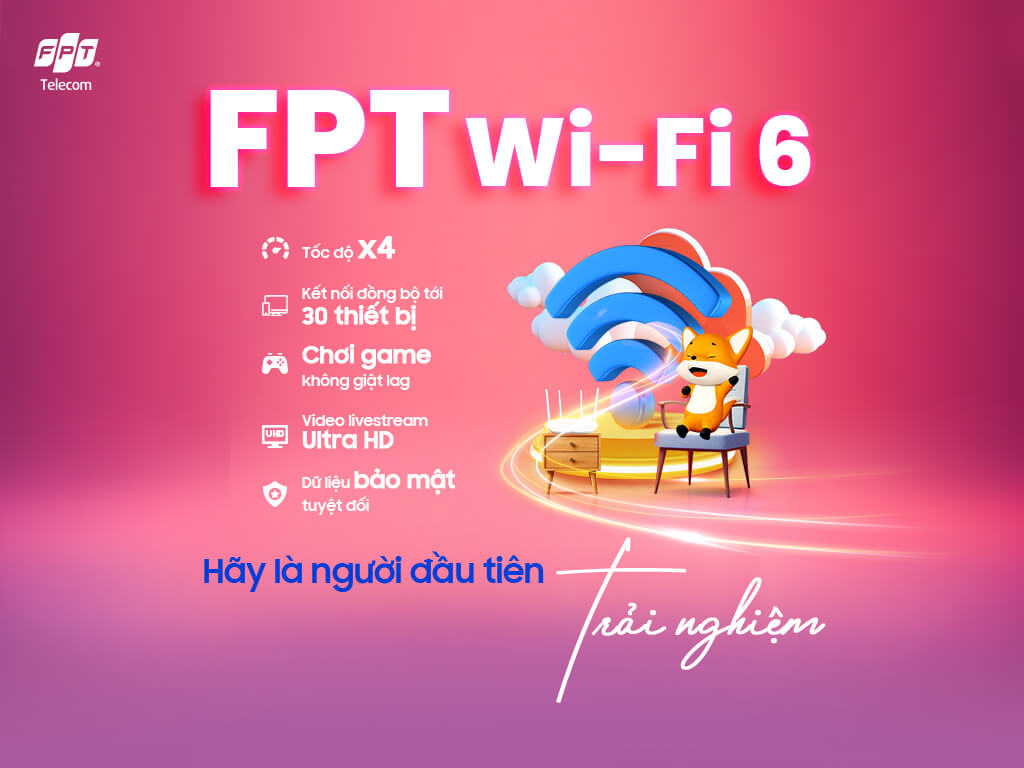 FPT
Telecom
FPT Wi-Fi 6
Tốc độ x4
Kết nối đồng bộ tới
30 thiết bị
Chơi game
không giật lag
UHD
Video livestream
Ultra HD
Dữ liệu bảo mật
tuyệt đối
Hãy là người đầu tiên
Trải nghiệm